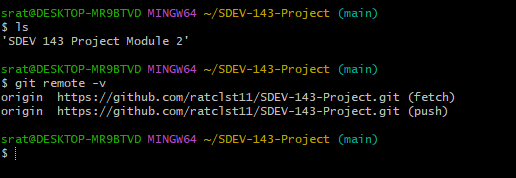 srat@DESKTOP-MR9BTVD MINGW64 ~/SDEV-143-Project (main)
$ ls
'SDEV 143 Project Module 2'
srat@DESKTOP-MR9BTVD MINGW64 ~/SDEV-143-Project (main)
$ git remote -v
origin  https://github.com/ratclst11/SDEV-143-Project.git (fetch)
origin  https://github.com/ratclst11/SDEV-143-Project.git (push)
srat@DESKTOP-MR9BTVD MINGW64 ~/SDEV-143-Project (main)
$